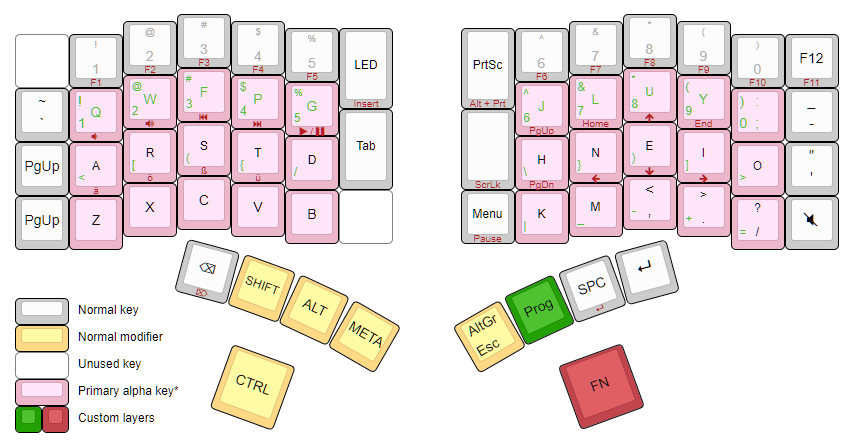 !
1
F1
@
2
F2
#
3
F3
$
4
F4
%
5
F5
LED
Insert
PrtSc
Alt + Prt
^
6
F6
&
7
F7
*
8
F8
(
9
F9
)
0
F10
F12
F11
~
`
! Q
1
@ W
2
#
F
3
$
P
4
%
G
5
/
Tab
ScrLk
^
J
6
PgUp
&
L
7
Home
*
U
8
(
Y
9
End
) :
0 ;
_
-
PgUp
A
<
ä
R
[
ö
S
(
ß
T
{
ü
D
/
H
\
PgDn
N
}
E
)
I
]
O
>
"
'
PgUp
Z
X
C
V
B
Menu
Pause
K
|
M
_
<
- ,
>
+ .
?
= /
SHIFT
ALT
META
CTRL
AltGr
Esc
Prog
SPC
FN
Normal key
Normal modifier
Unused key
Primary alpha key*
Custom layers